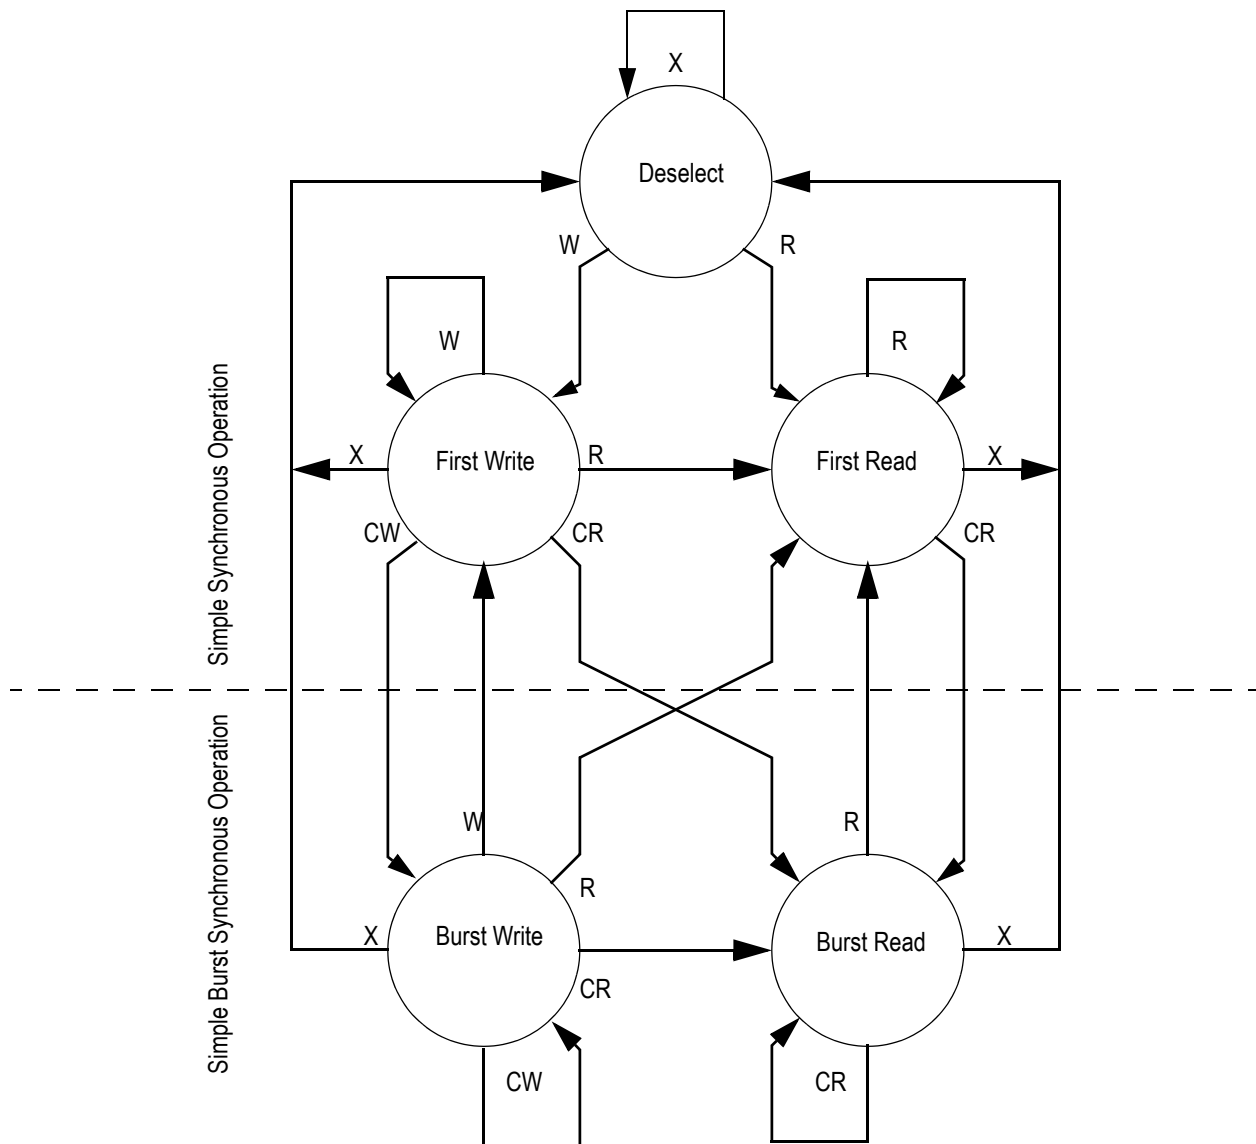 X
Deselect
W
R
W
R
Simple Synchronous Operation
X
First Write
R
First Read
X
CW
CR
CR
Simple Burst Synchronous Operation
W
R
X
Burst Write
R
Burst Read
X
CR
CW
CR